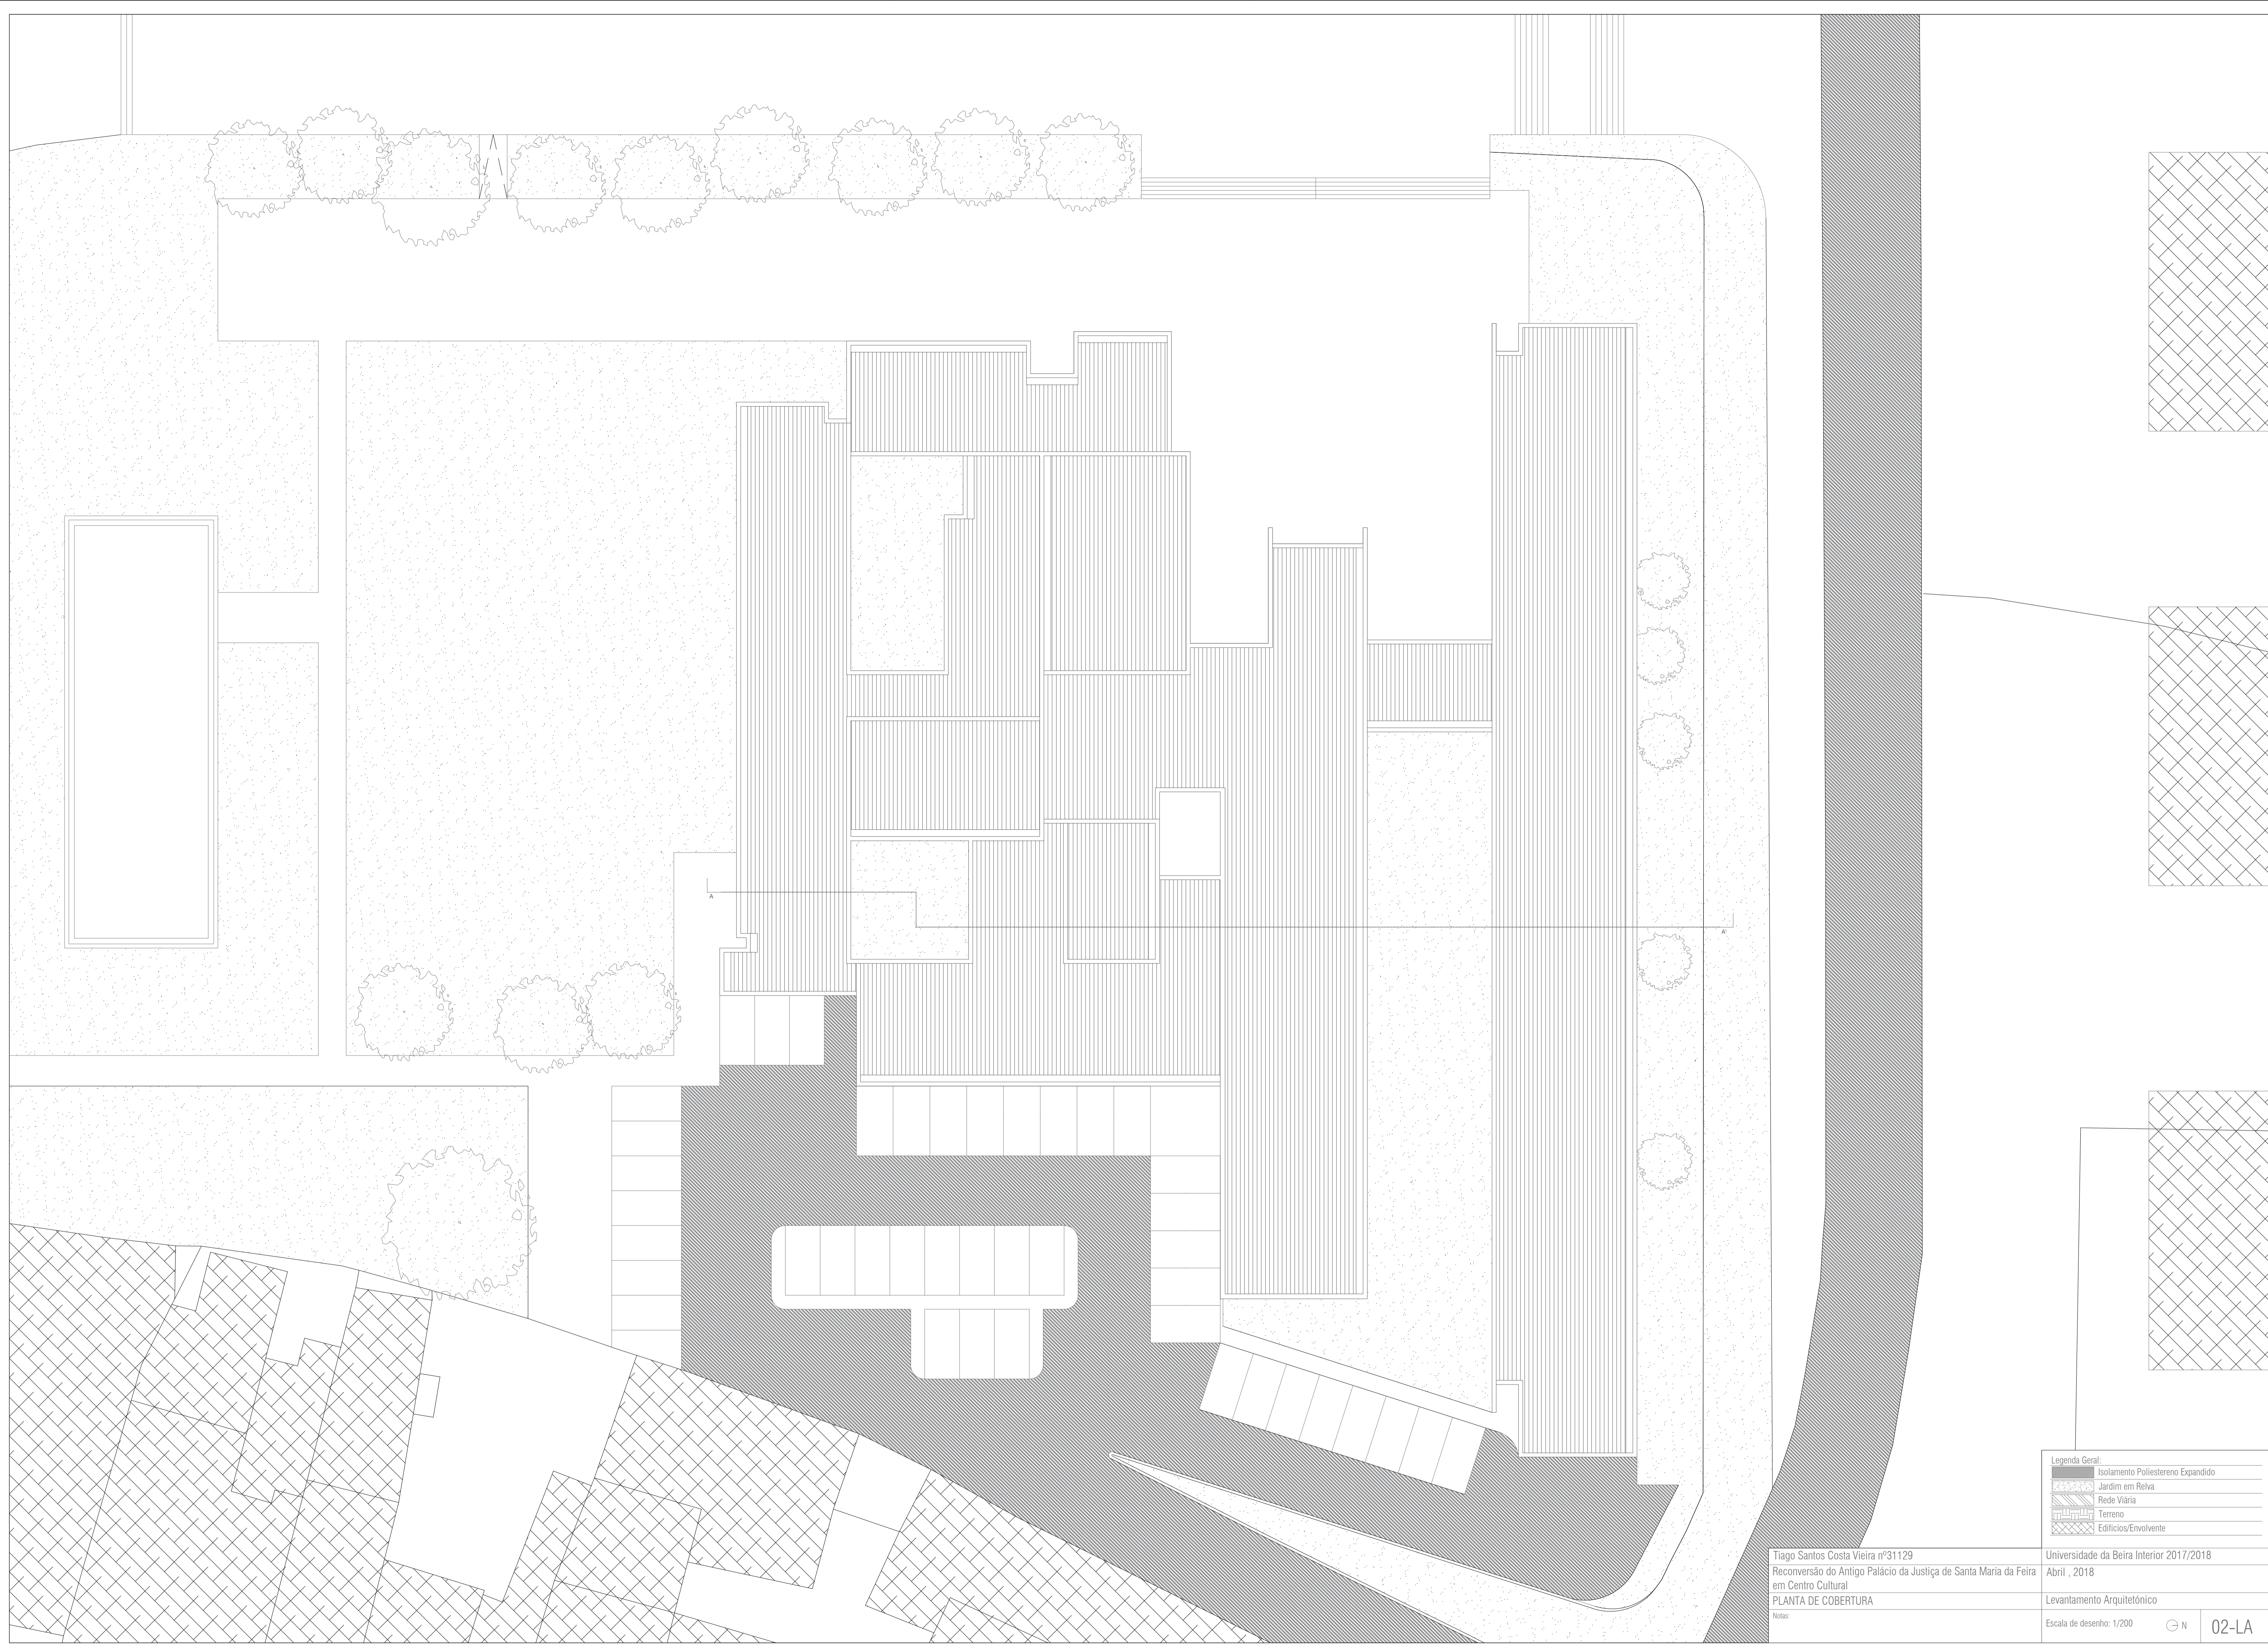 A
A'
Legenda Geral:
Isolamento Poliestereno Expandido
Jardim em Relva
Rede Viária
Terreno
Edificios/Envolvente
Tiago Santos Costa Vieira nº31129
Universidade da Beira Interior 2017/2018
Reconversão do Antigo Palácio da Justiça de Santa Maria da Feira
em Centro Cultural
Abril , 2018
PLANTA DE COBERTURA
Levantamento Arquitetónico
Notas:
Escala de desenho: 1/200
N
02-LA